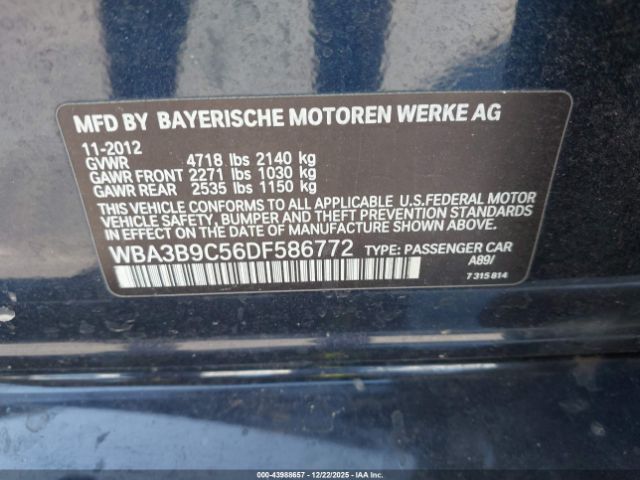 MFD BY BAYERISCHE MOTOREN WERKE AG
11-2012
GVWR 4718 lbs 2140 kg
GAWR FRONT 2271 lbs 1030 kg
GAWR REAR 2535 lbs 1150 kg
THIS VEHICLE CONFORMS TO ALL APPLICABLE U.S.FEDERAL MOTOR
VEHICLE SAFETY, BUMPER AND THEFT PREVENTION STANDARDS
IN EFFECT ON THE DATE OF MANUFACTURE SHOWN ABOVE.
WBA3B9C56DF586772 TYPE: PASSENGER CAR
A89/
7 315 814
© - 43988657 - 12/22/2025 - IAAI.COM